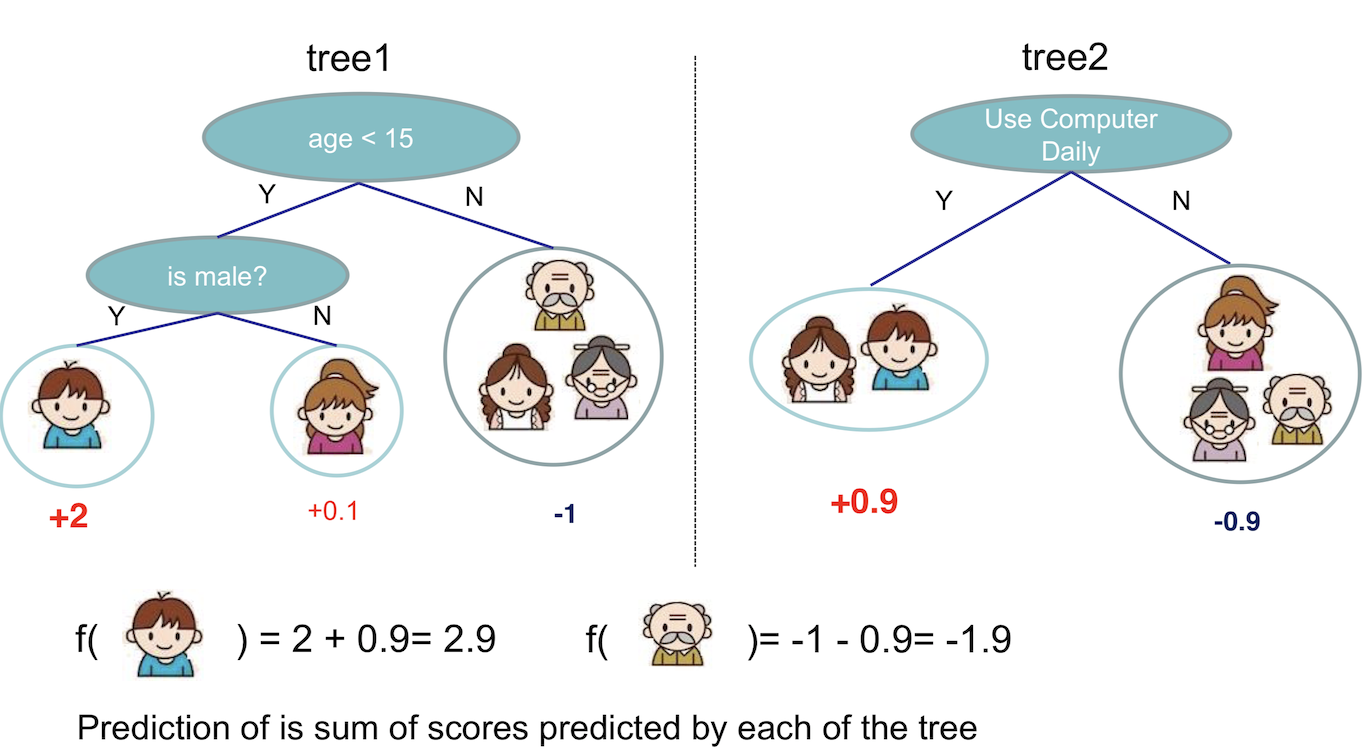 tree1
age < 15
Y
N
is male?
Y
N
+2
+0.1
-1
tree2
Use Computer
Daily
Y
N
+0.9
-0.9
f( ) = 2 + 0.9= 2.9
f( )= -1 - 0.9= -1.9
Prediction of is sum of scores predicted by each of the tree